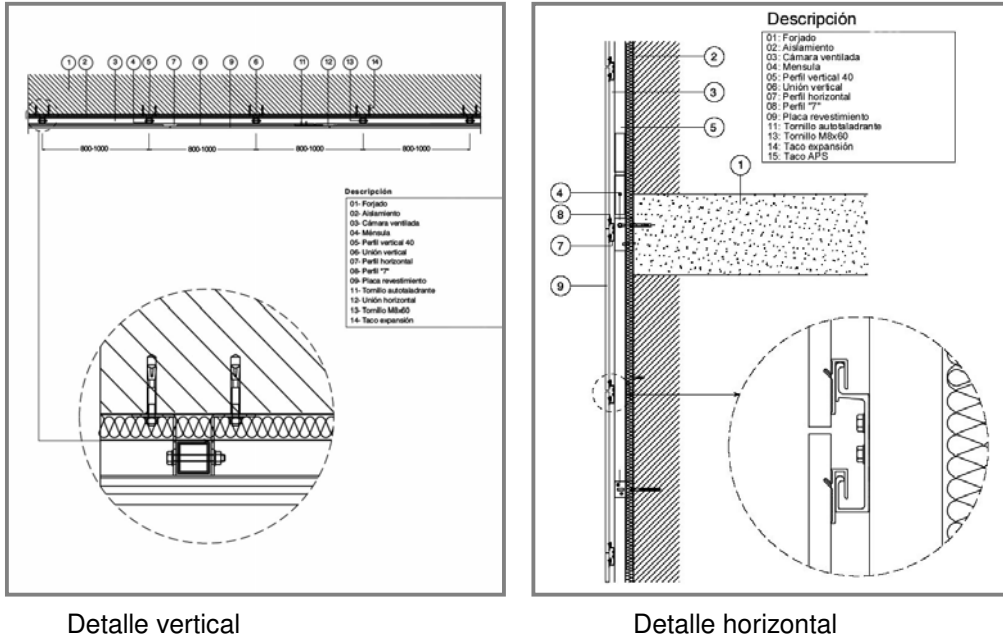 1 2 3 4 5 7 8 9 6 11 12 13 14
800-1000 800-1000 800-1000 800-1000
Descripción
01- Forjado
02- Aislamiento
03- Cámara ventilada
04- Ménsula
05- Perfil vertical 40
06- Unión vertical
07- Perfil horizontal
08- Perfil "7"
09- Placa revestimiento
11- Tornillo autotaladrante
12- Unión horizontal
13- Tornillo M8x60
14- Taco expansión
Detalle vertical
Descripción
01: Forjado
02: Aislamiento
03: Cámara ventilada
04: Mensula
05: Perfil vertical 40
06: Unión vertical
07: Perfil horizontal
08: Perfil "7"
09: Placa revestimiento
11: Tornillo autotaladrante
13: Tornillo M8x60
14: Taco expansión
15: Taco APS
2
3
5
1
4
8
7
9
Detalle horizontal